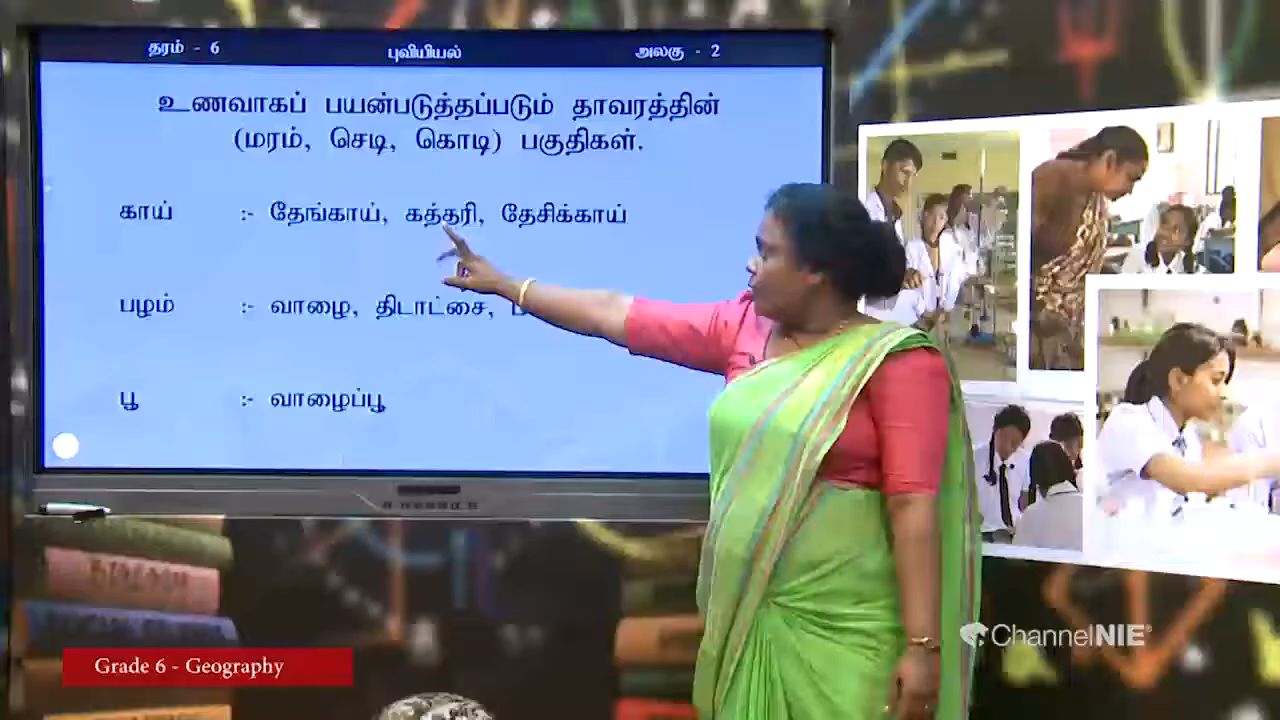 தரம் - 6
புவியியல்
அலகு - 2
உணவாகப் பயன்படுத்தப்படும் தாவரத்தின்
(மரம், செடி, கொடி) பகுதிகள்.
காய் :- தேங்காய், கத்தரி, தேசிக்காய்
பழம் :- வாழை, திடாட்சை,
பூ :- வாழைப்பூ
Grade 6 - Geography
ChannelNIE